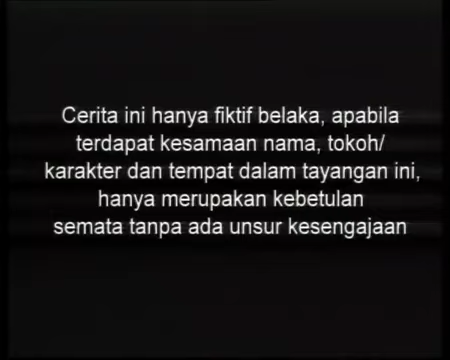 Cerita ini hanya fiktif belaka, apabila
terdapat kesamaan nama, tokoh/
karakter dan tempat dalam tayangan ini,
hanya merupakan kebetulan
semata tanpa ada unsur kesengajaan